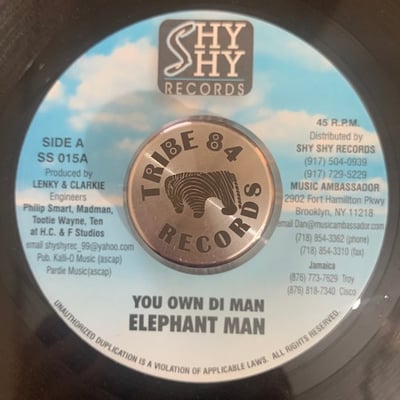 SHY
SHY
RECORDS
SIDE A
SS 015A
Produced by
LENKY & CLARKIE
Engineers
Philip Smart, Madman,
Tootie Wayne, Ten
at H.C. & F Studios
email shyshyrec_99@yahoo.com
Pub. Kalli-O Music (ascap)
Pardie Music(ascap)
TRIBE 84
RECORDS
45 R.P.M.
Distributed by
SHY SHY RECORDS
(917) 504-0939
(917) 729-5229
MUSIC AMBASSADOR
2902 Fort Hamillton Pkwy
Brooklyn, NY 11218
email Dan@musicambassador.com
(718) 854-3362 (phone)
(718) 854-3310 (fax)
Jamaica
(876) 773-7629 Troy
(876) 818-7340 Cisco
YOU OWN DI MAN
ELEPHANT MAN
UNAUTHORIZED DUPLICATION IS A VIOLATION OF APPLICABLE LAWS. ALL RIGHTS RESERVED.